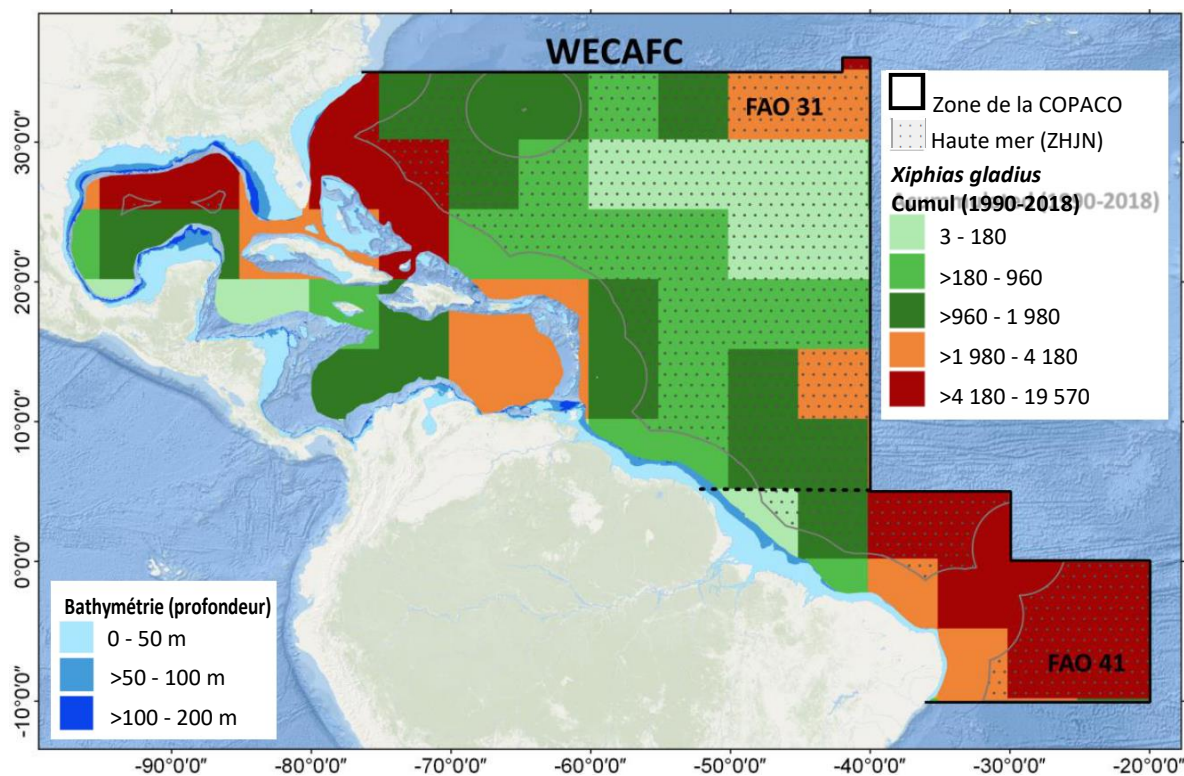 WECAFC
FAO 31
FAO 41
Zone de la COPACO
Haute mer (ZHJN)
Xiphias gladius
Cumul (1990-2018)
3 - 180
>180 - 960
>960 - 1 980
>1 980 - 4 180
>4 180 - 19 570
Bathymétrie (profondeur)
0 - 50 m
>50 - 100 m
>100 - 200 m
30°0'0"
20°0'0"
10°0'0"
0°0'0"
-10°0'0"
-90°0'0"
-80°0'0"
-70°0'0"
-60°0'0"
-50°0'0"
-40°0'0"
-30°0'0"
-20°0'0"